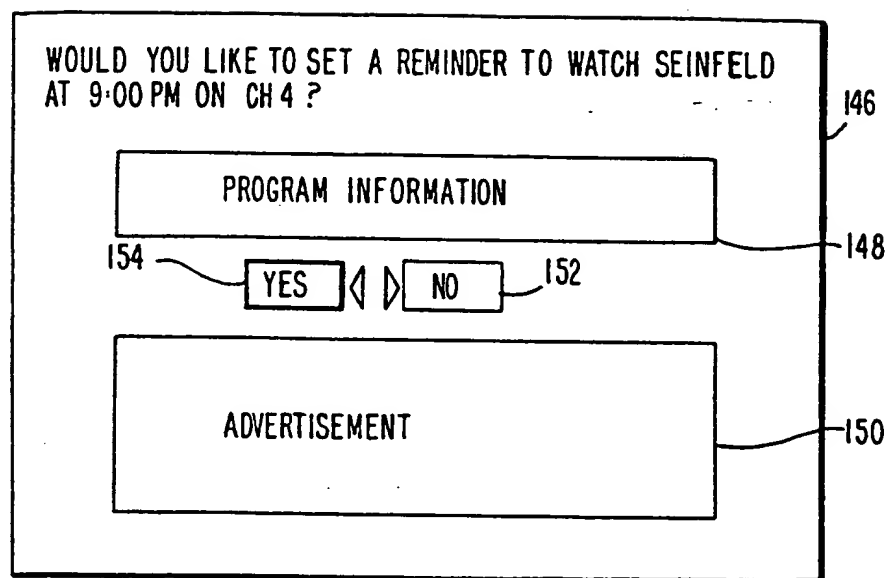 WOULD YOU LIKE TO SET A REMINDER TO WATCH SEINFELD
AT 9:00 PM ON CH 4 ?
146
PROGRAM INFORMATION
148
154
YES
NO
152
ADVERTISEMENT
150